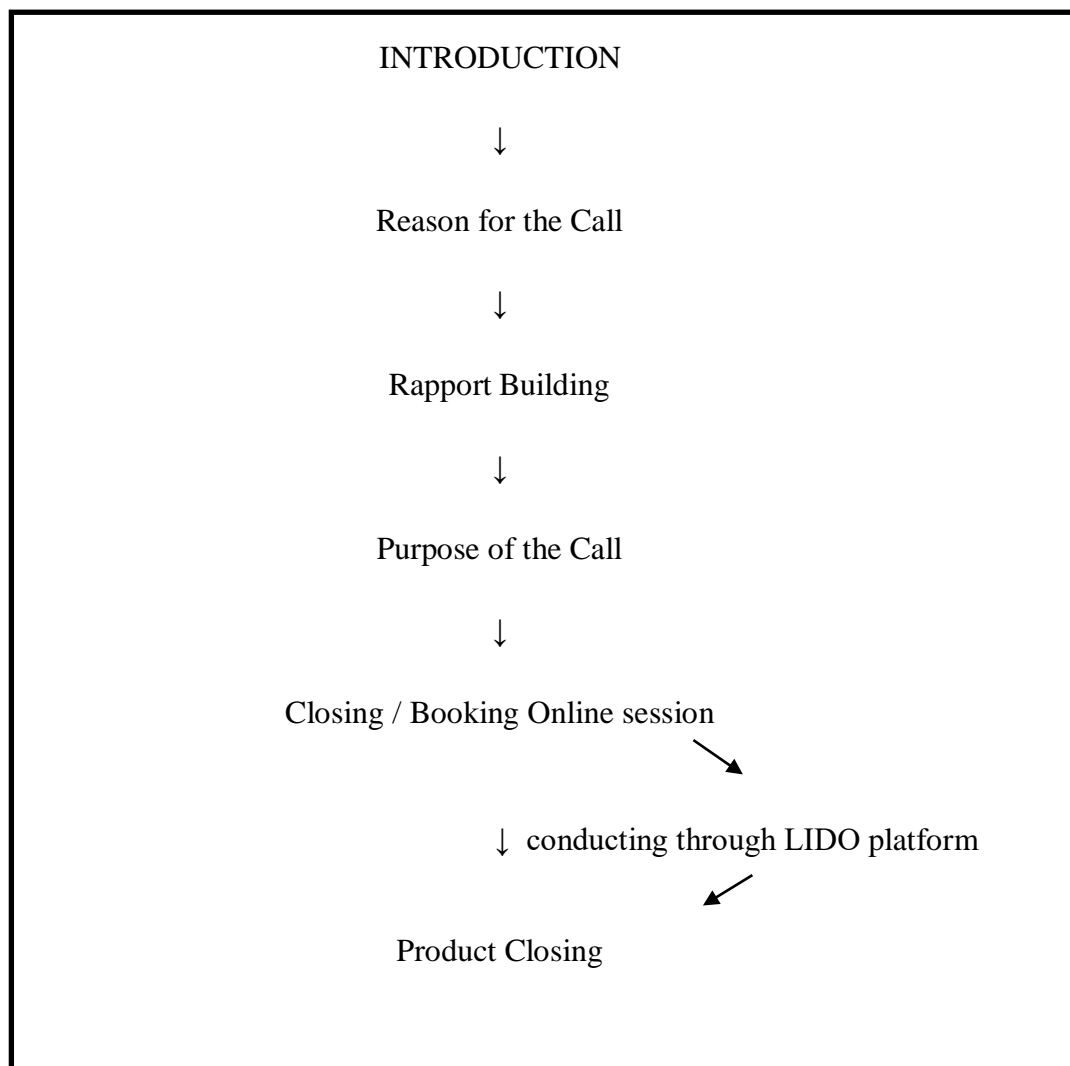 INTRODUCTION
↓
Reason for the Call
↓
Rapport Building
↓
Purpose of the Call
↓
Closing / Booking Online session
↓ conducting through LIDO platform
Product Closing